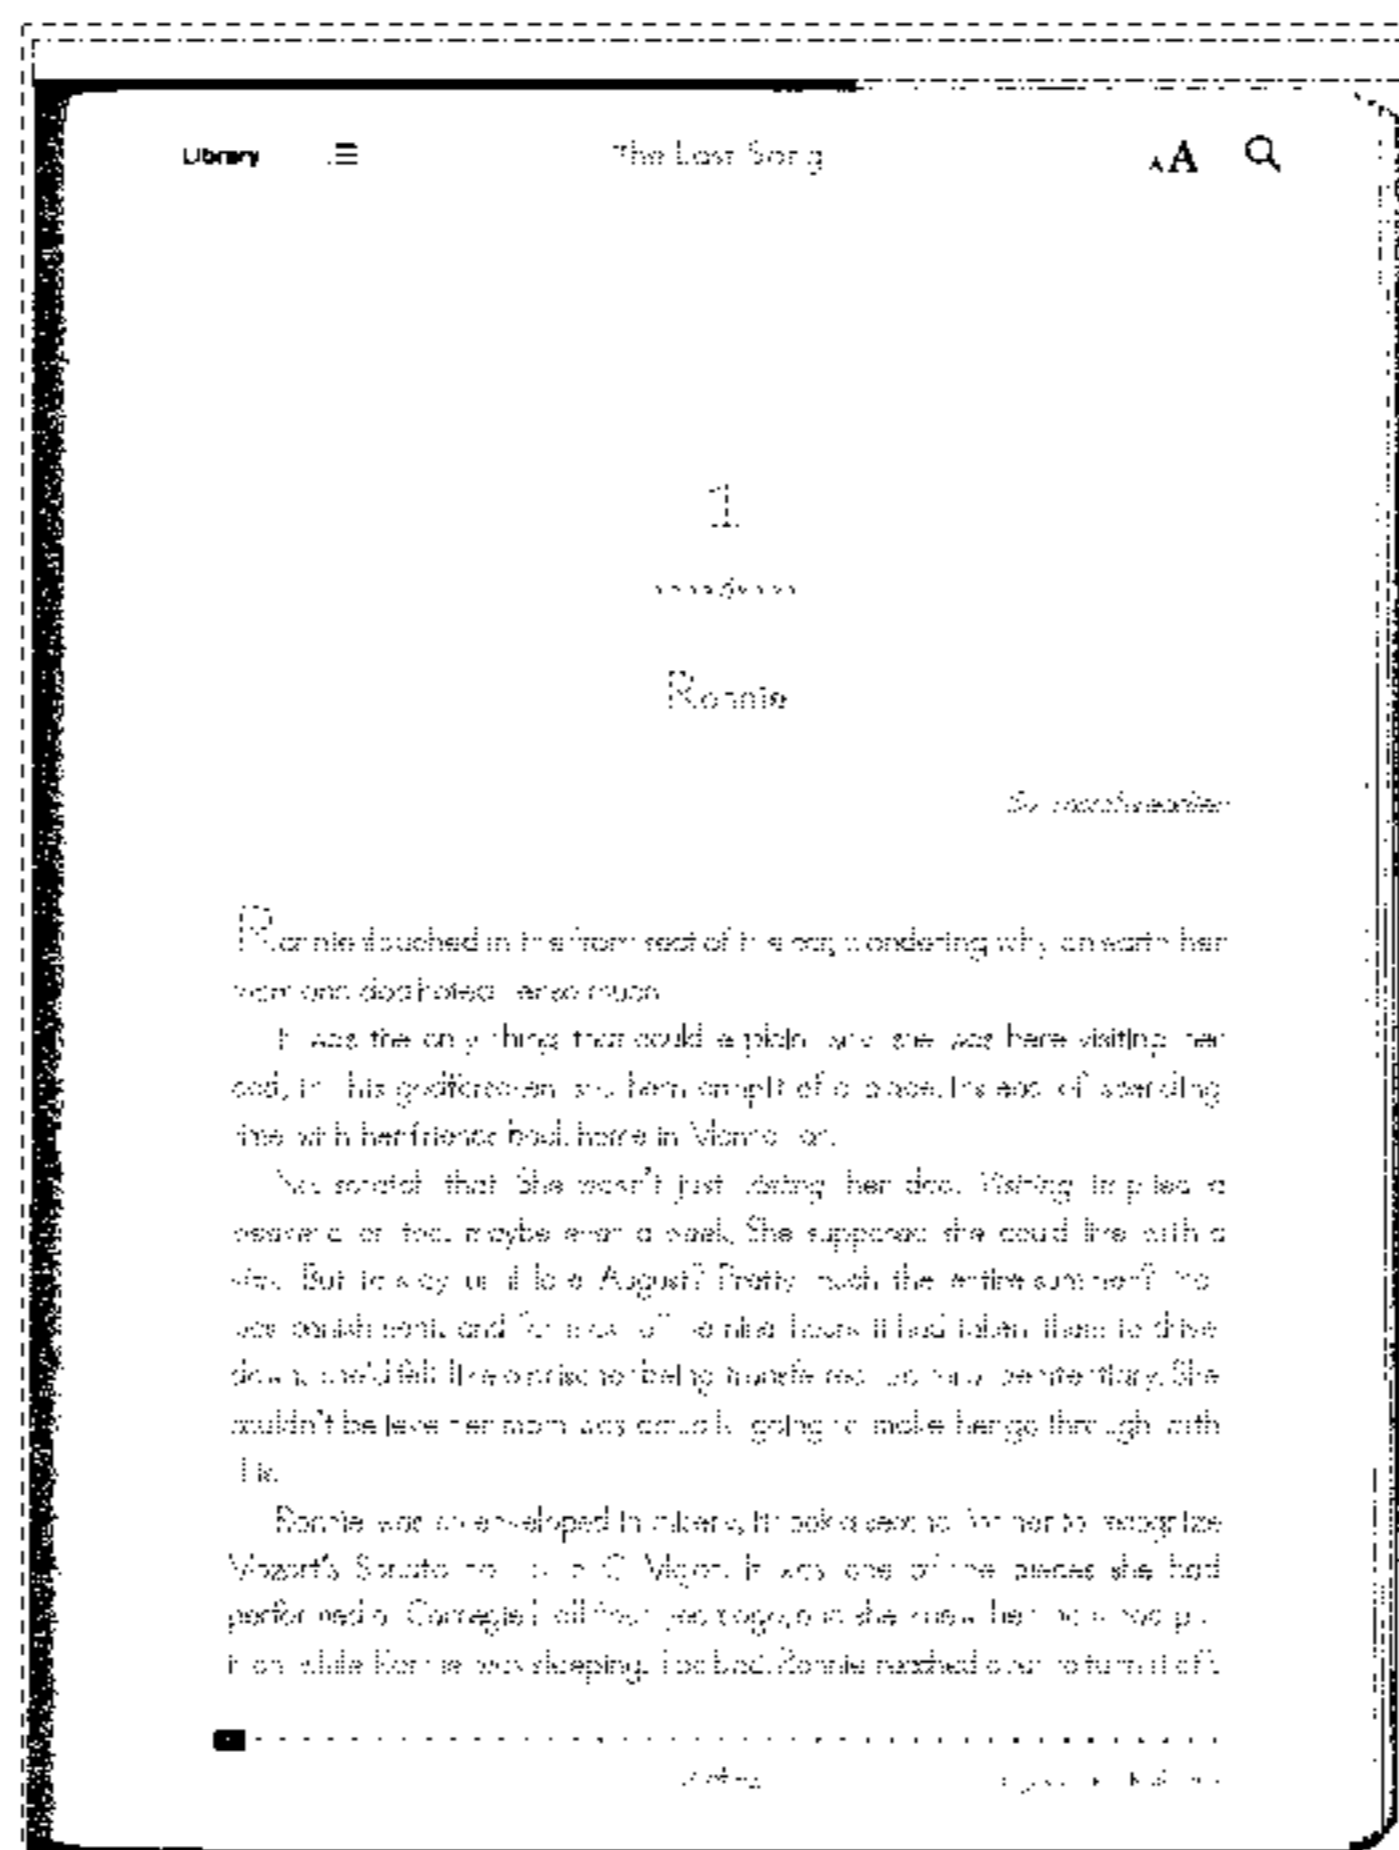 Library The Last Song AA
1
Ronnie
Six months earlier
Ronnie slouched in the front seat of the car, wondering why on earth her
mom and dad hated her so much.
It was the only thing that could explain why she was here visiting her
dad, in this godforsaken southern armpit of a place, instead of spending
time with her friends back home in Manhattan.
No, scratch that. She wasn't just visiting her dad. Visiting implied a
weekend or two, maybe even a week. She supposed she could live with a
visit. But to stay until late August? Pretty much the entire summer?
was banishment, and for most of nine hours it had taken them to drive
down, she'd felt like a prisoner being transferred penitentiary. She
couldn't believe her mom was actually going to make her go through with
this.
Ronnie was so enveloped in misery, it took a second for her to recognize
Mozart's Sonata no. in C Major. It was one of the pieces she had
performed at Carnegie Hall four years ago, and she knew her mom had put
it on while Ronnie was sleeping. Too bad. Ronnie reached over to turn it off.